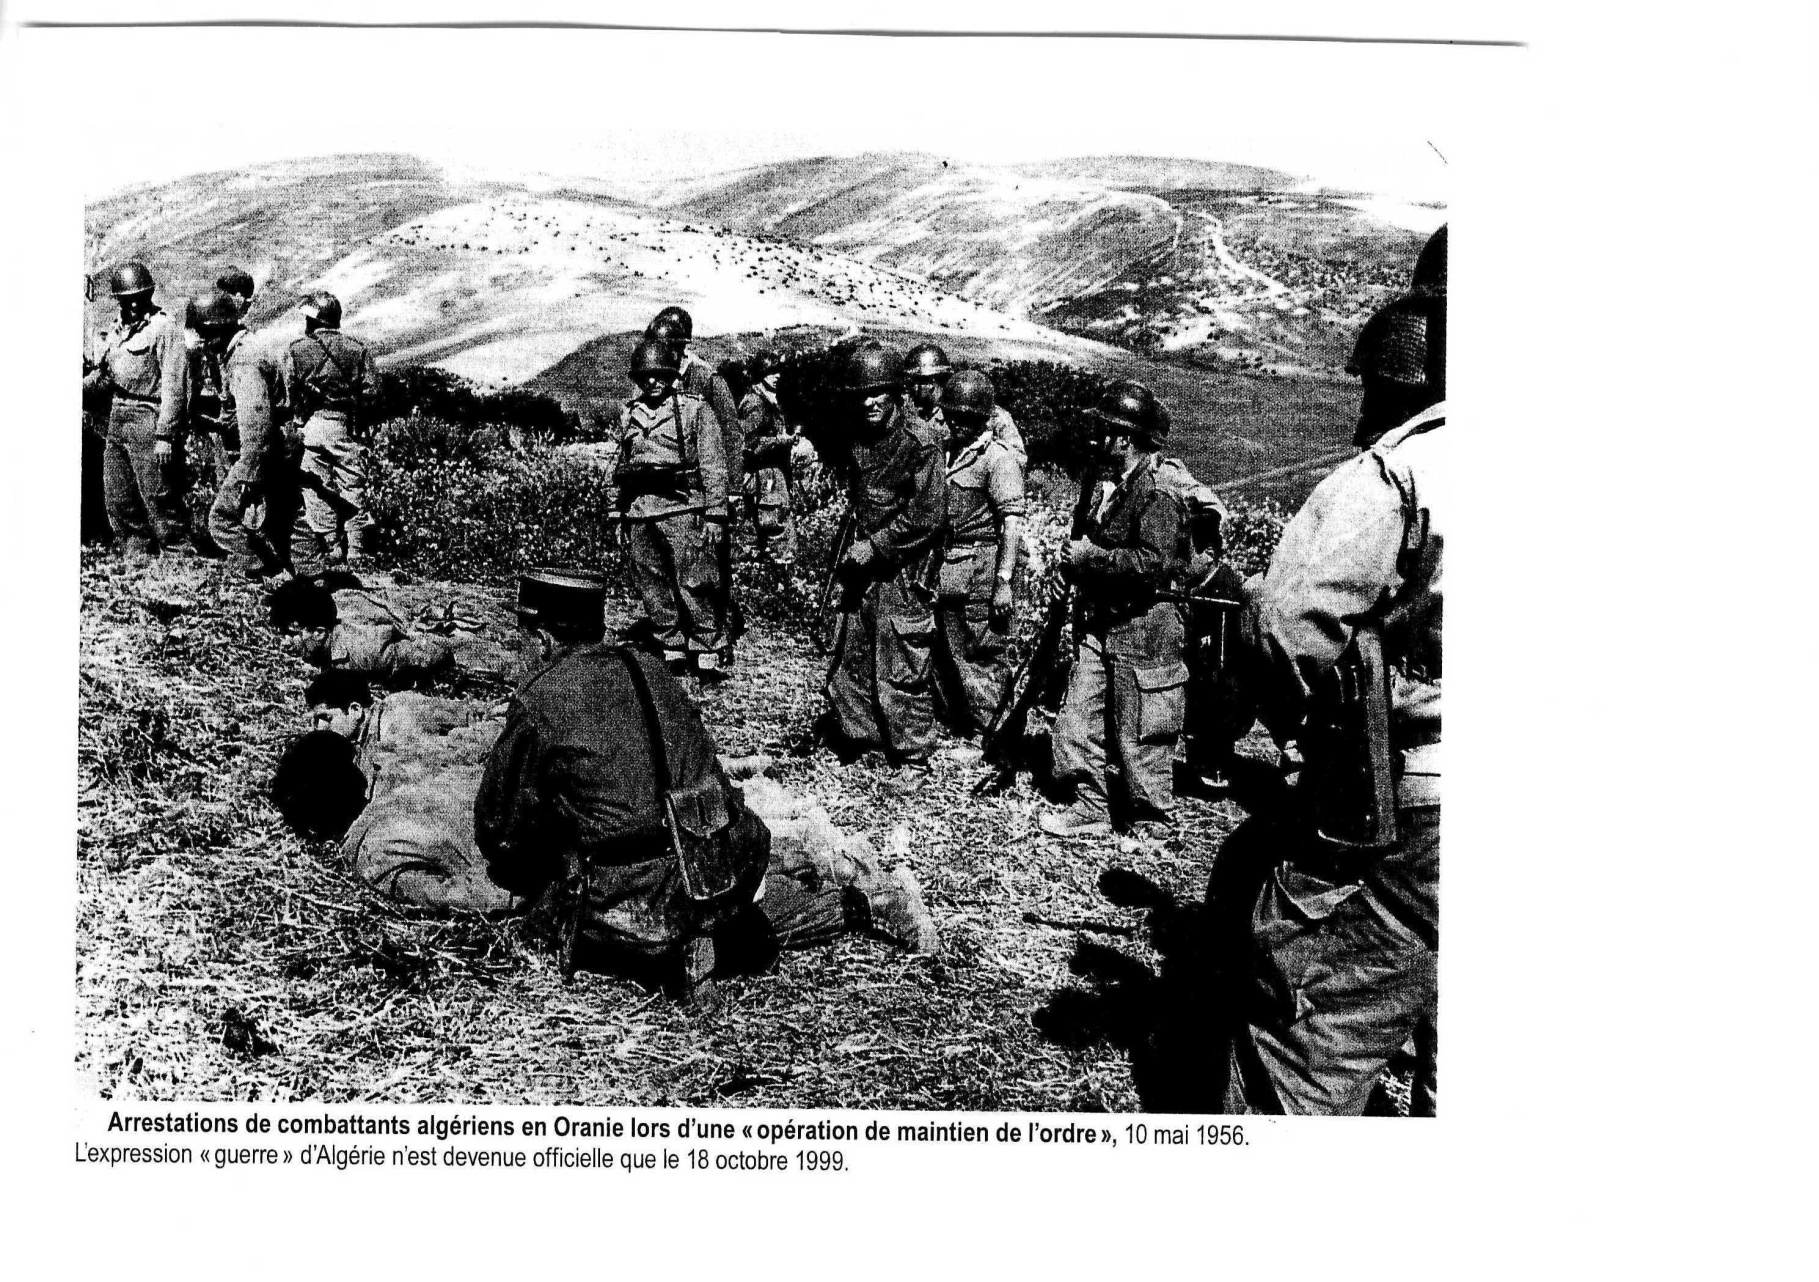 Arrestations de combattants algériens en Oranie lors d'une « opération de maintien de l'ordre », 10 mai 1956.
L'expression « guerre » d'Algérie n'est devenue officielle que le 18 octobre 1999.